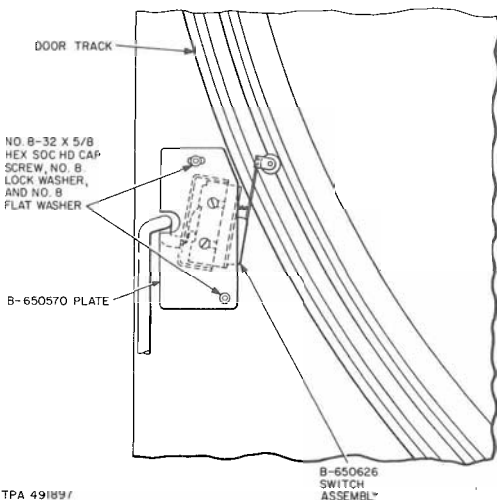 DOOR TRACK
NO. 8-32 X 5/8
HEX SOC HD CAP
SCREW, NO. 8
LOCK WASHER,
AND NO. 8
FLAT WASHER
B-650570 PLATE
B-650626
SWITCH
ASSEMBLY
TPA 491897